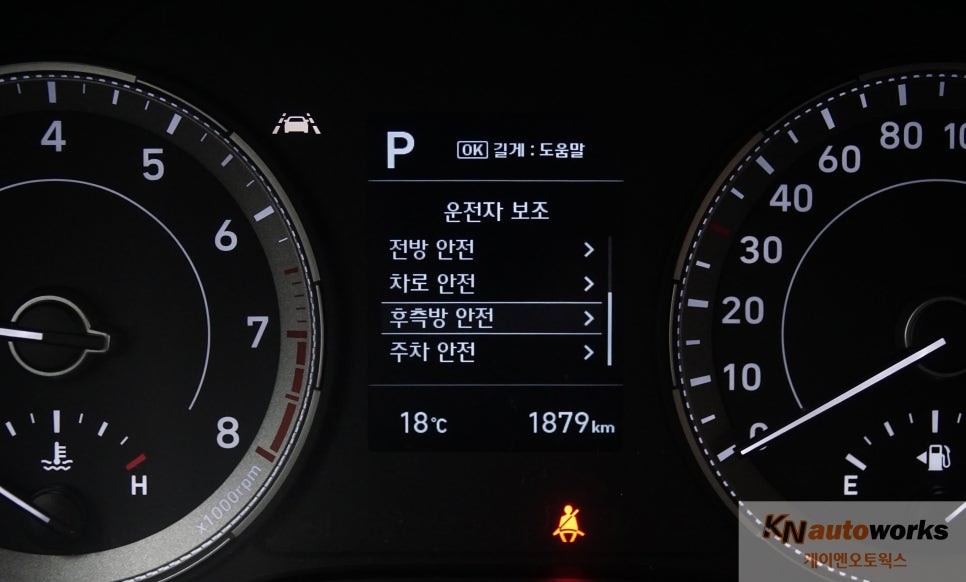 4
5
6
7
8
x1000rpm
H
P
OK 길게 : 도움말
운전자 보조
전방 안전
차로 안전
후측방 안전
주차 안전
18℃
1879km
80
60
40
30
20
10
0
E
KNautoworks
케이엔오토웍스